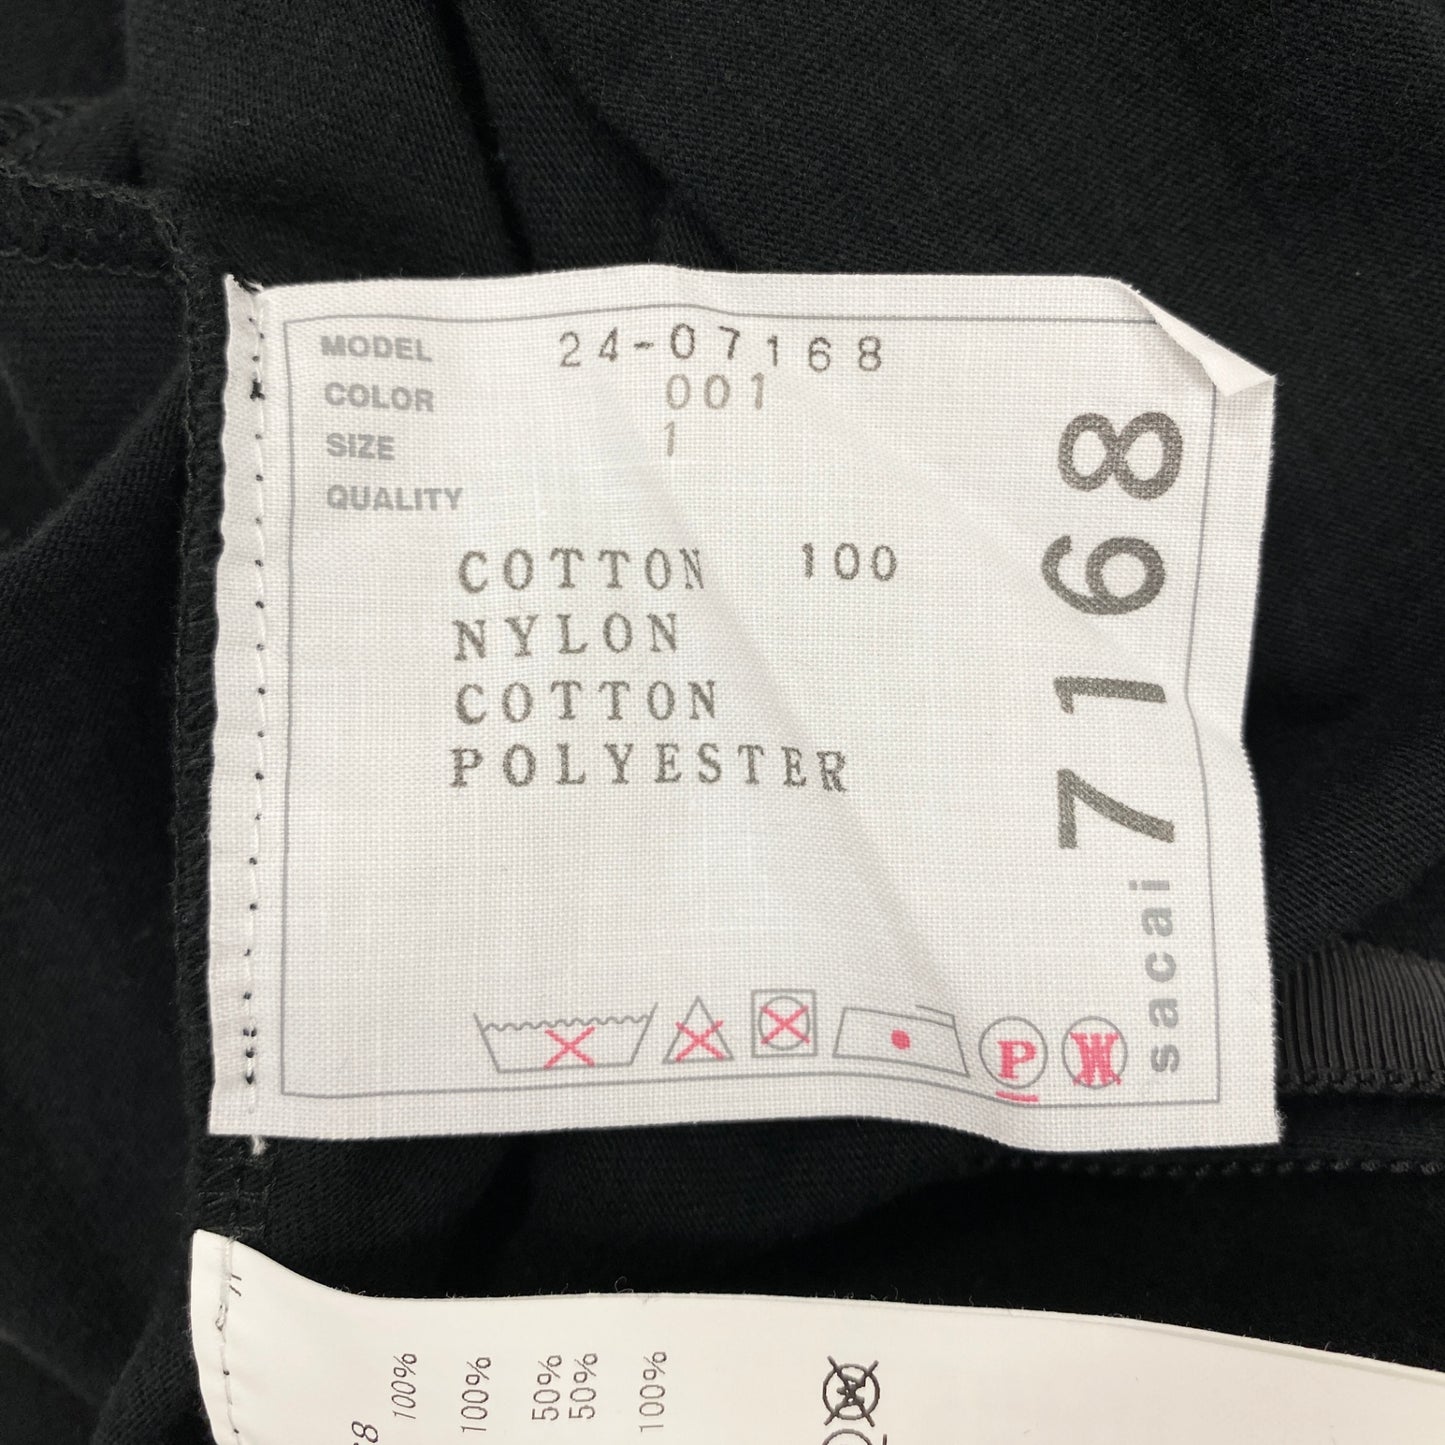 MODEL 24-07168
COLOR 001
SIZE 1
QUALITY
COTTON 100
NYLON
COTTON
POLYESTER
P
W
sacai 7168
100%
100%
50%
50%
100%